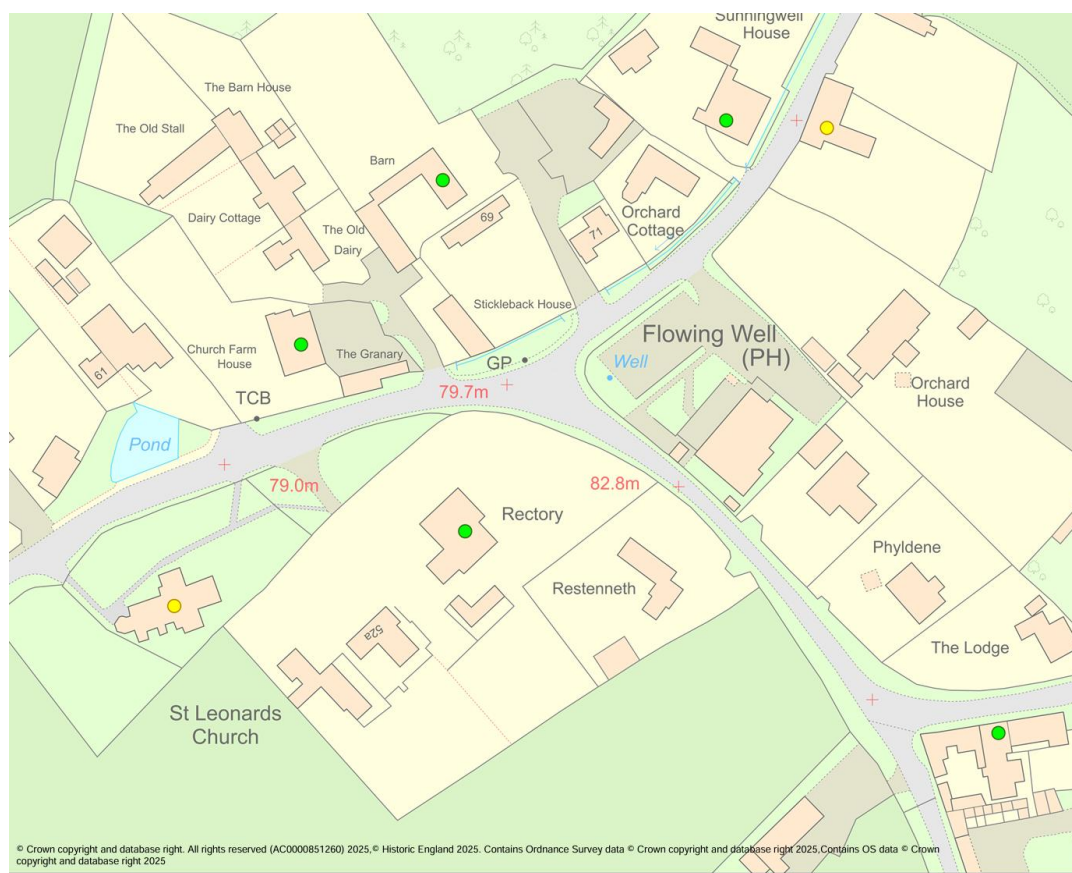 Sunningwell
House
The Barn House
The Old Stall
Barn
69
Orchard
Cottage
71
Dairy Cottage
The Old
Dairy
Stickleback House
Flowing Well
(PH)
Church Farm
House
The Granary
GP
Well
61
TCB
79.7m
Orchard
House
Pond
79.0m
82.8m
Rectory
Phyldene
Restenneth
52a
The Lodge
St Leonards
Church
© Crown copyright and database right. All rights reserved (AC0000851260) 2025,© Historic England 2025. Contains Ordnance Survey data © Crown copyright and database right 2025,Contains OS data © Crown
copyright and database right 2025